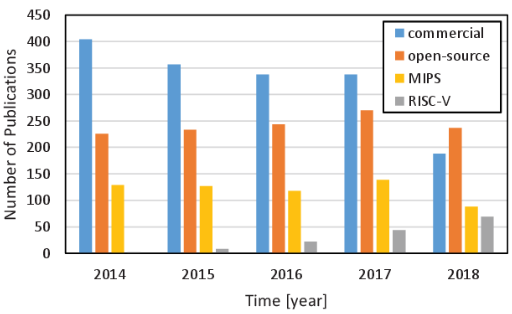 Number of Publications
450
400
350
300
250
200
150
100
50
0
commercial
open-source
MIPS
RISC-V
2014 2015 2016 2017 2018
Time [year]